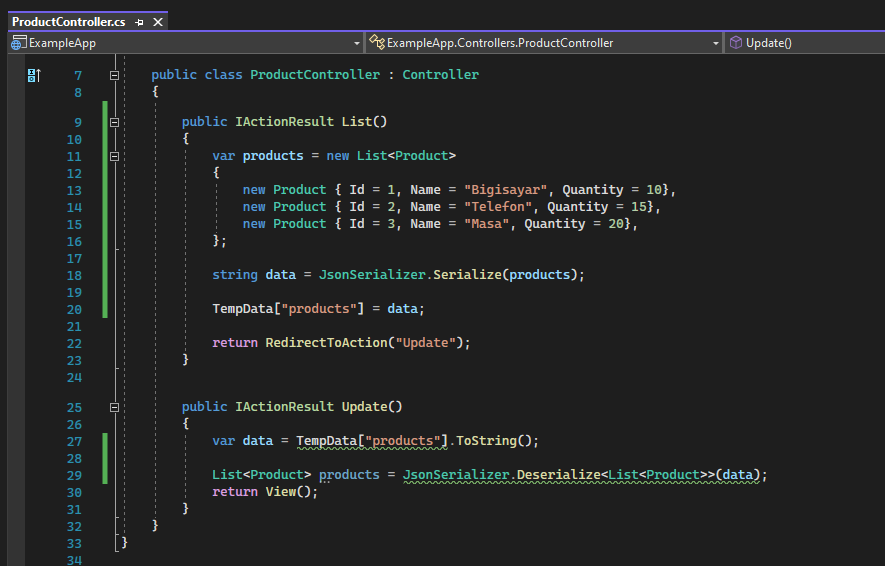 ProductController.cs
ExampleApp ExampleApp.Controllers.ProductController Update()
7 public class ProductController : Controller
8 {
9 public IActionResult List()
10 {
11 var products = new List<Product>
12 {
13 new Product { Id = 1, Name = "Bigisayar", Quantity = 10},
14 new Product { Id = 2, Name = "Telefon", Quantity = 15},
15 new Product { Id = 3, Name = "Masa", Quantity = 20},
16 };
17
18 string data = JsonSerializer.Serialize(products);
19
20 TempData["products"] = data;
21
22 return RedirectToAction("Update");
23 }
24
25 public IActionResult Update()
26 {
27 var data = TempData["products"].ToString();
28
29 List<Product> products = JsonSerializer.Deserialize<List<Product>>(data);
30 return View();
31 }
32 }
33 }
34